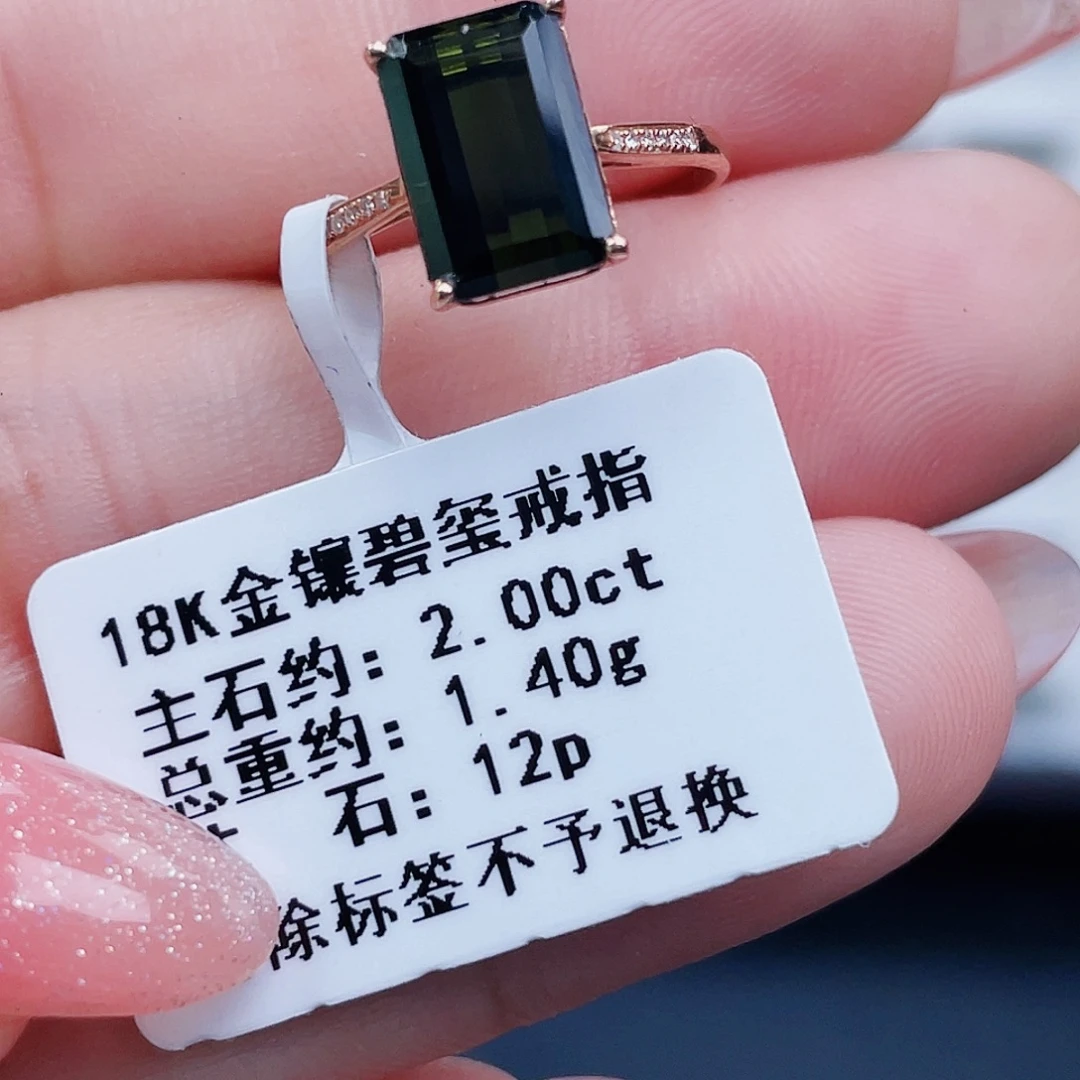 18K金镶碧玺戒指
主石约: 2.00ct
总重约: 1.40g
石: 12p
除标签不予退换